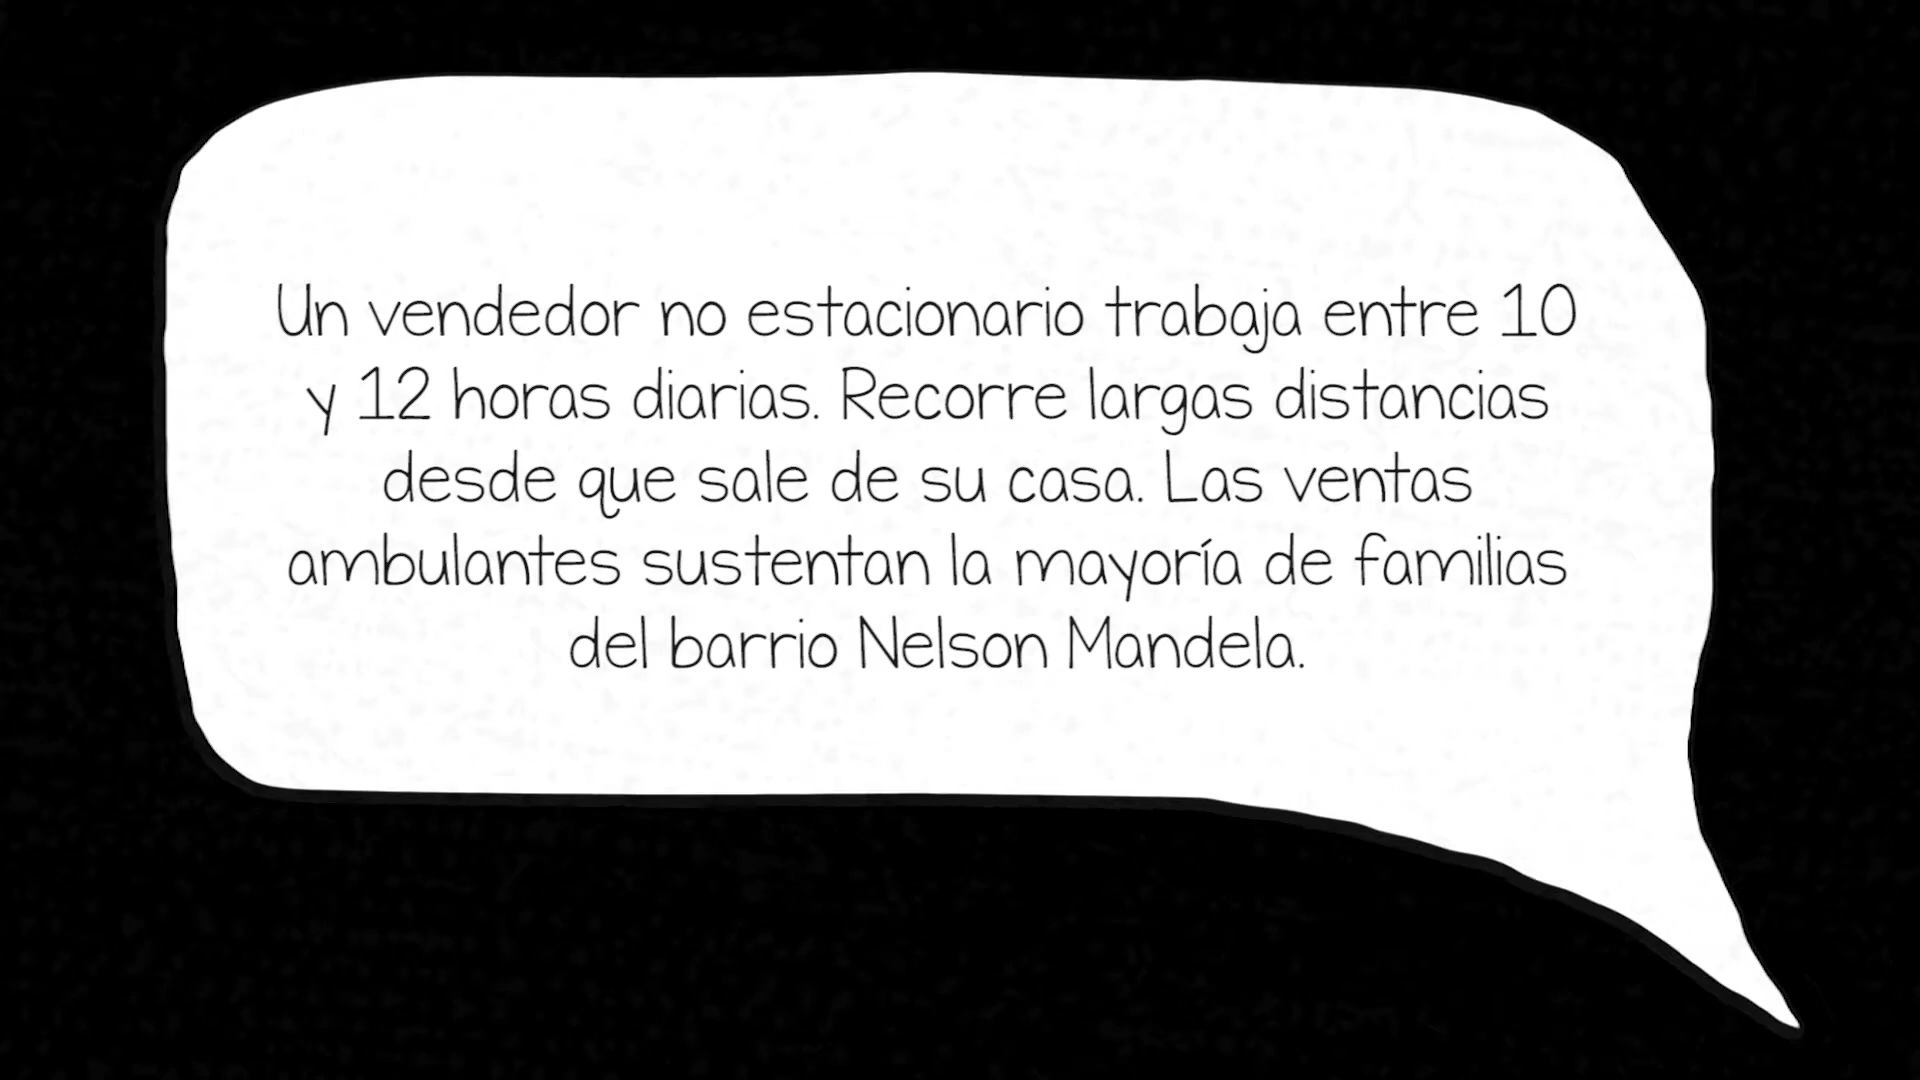 Un vendedor no estacionario trabaja entre 10
y 12 horas diarias. Recorre largas distancias
desde que sale de su casa. Las ventas
ambulantes sustentan la mayoría de familias
del barrio Nelson Mandela.